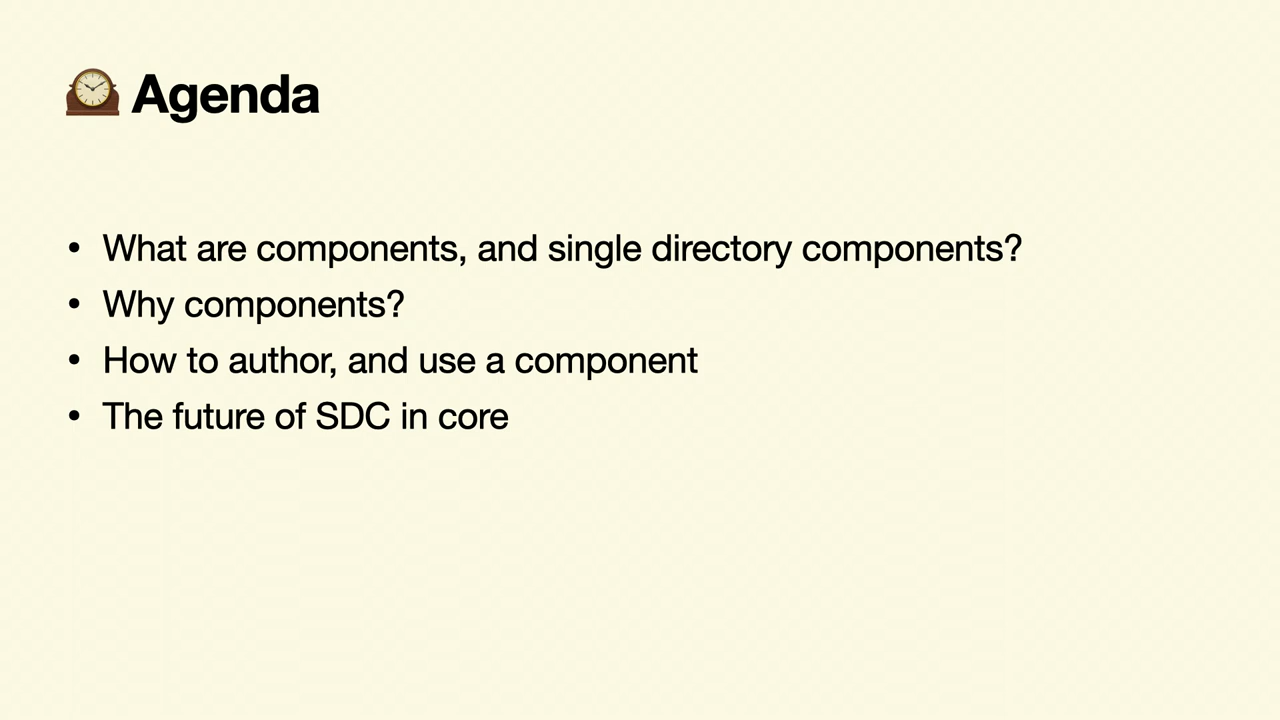 Agenda
• What are components, and single directory components?
• Why components?
• How to author, and use a component
• The future of SDC in core